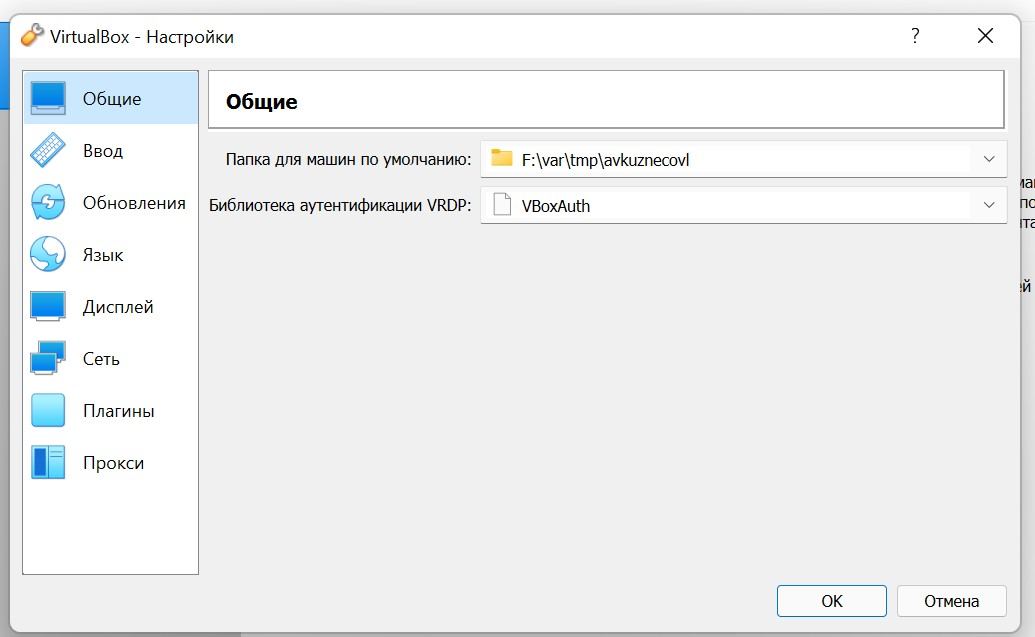 VirtualBox - Настройки ?
Общие
Ввод
Обновления
Язык
Дисплей
Сеть
Плагины
Прокси
Общие
Папка для машин по умолчанию: F:\var\tmp\avkuznecovl
Библиотека аутентификации VRDP: VBoxAuth
OK Отмена